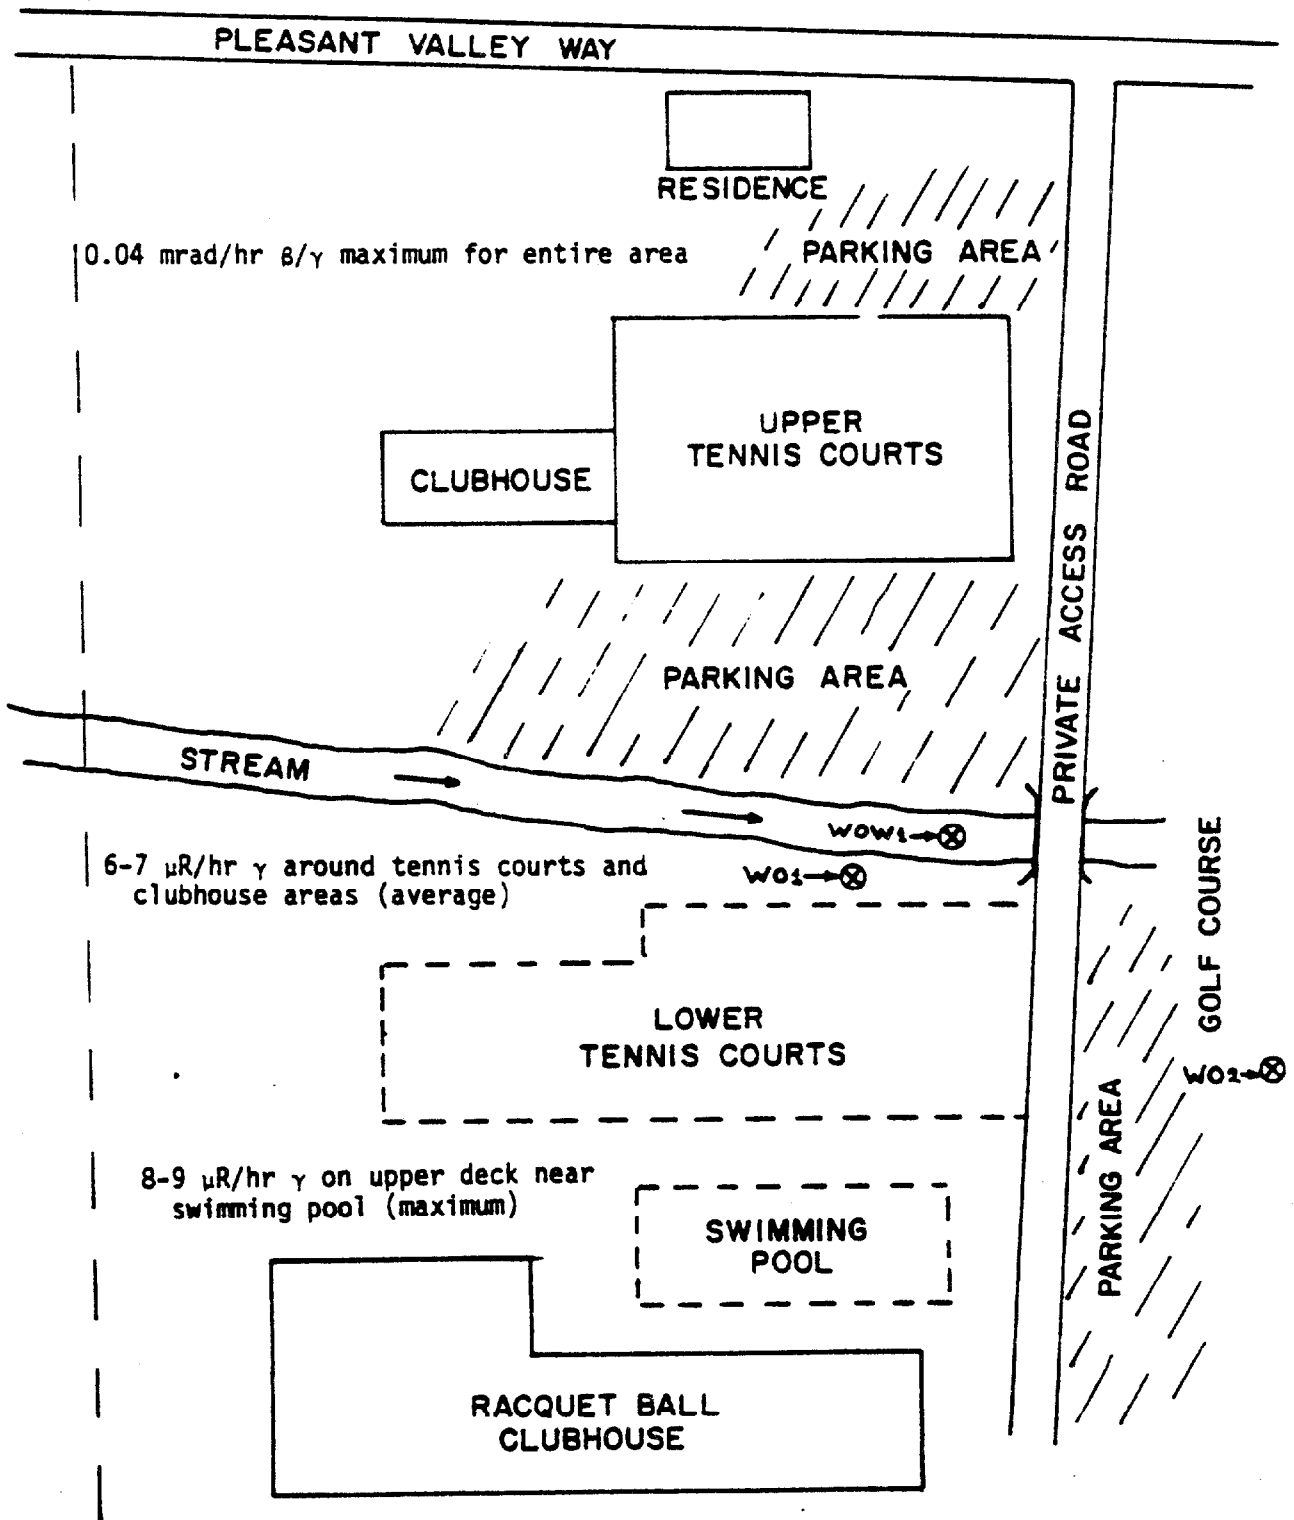 PLEASANT VALLEY WAY
RESIDENCE
0.04 mrad/hr β/γ maximum for entire area
PARKING AREA
UPPER
TENNIS COURTS
CLUBHOUSE
PRIVATE ACCESS ROAD
PARKING AREA
STREAM
WOW1
6-7 μR/hr γ around tennis courts and
clubhouse areas (average)
WO1
GOLF COURSE
LOWER
TENNIS COURTS
WO2
PARKING AREA
8-9 μR/hr γ on upper deck near
swimming pool (maximum)
SWIMMING
POOL
RACQUET BALL
CLUBHOUSE